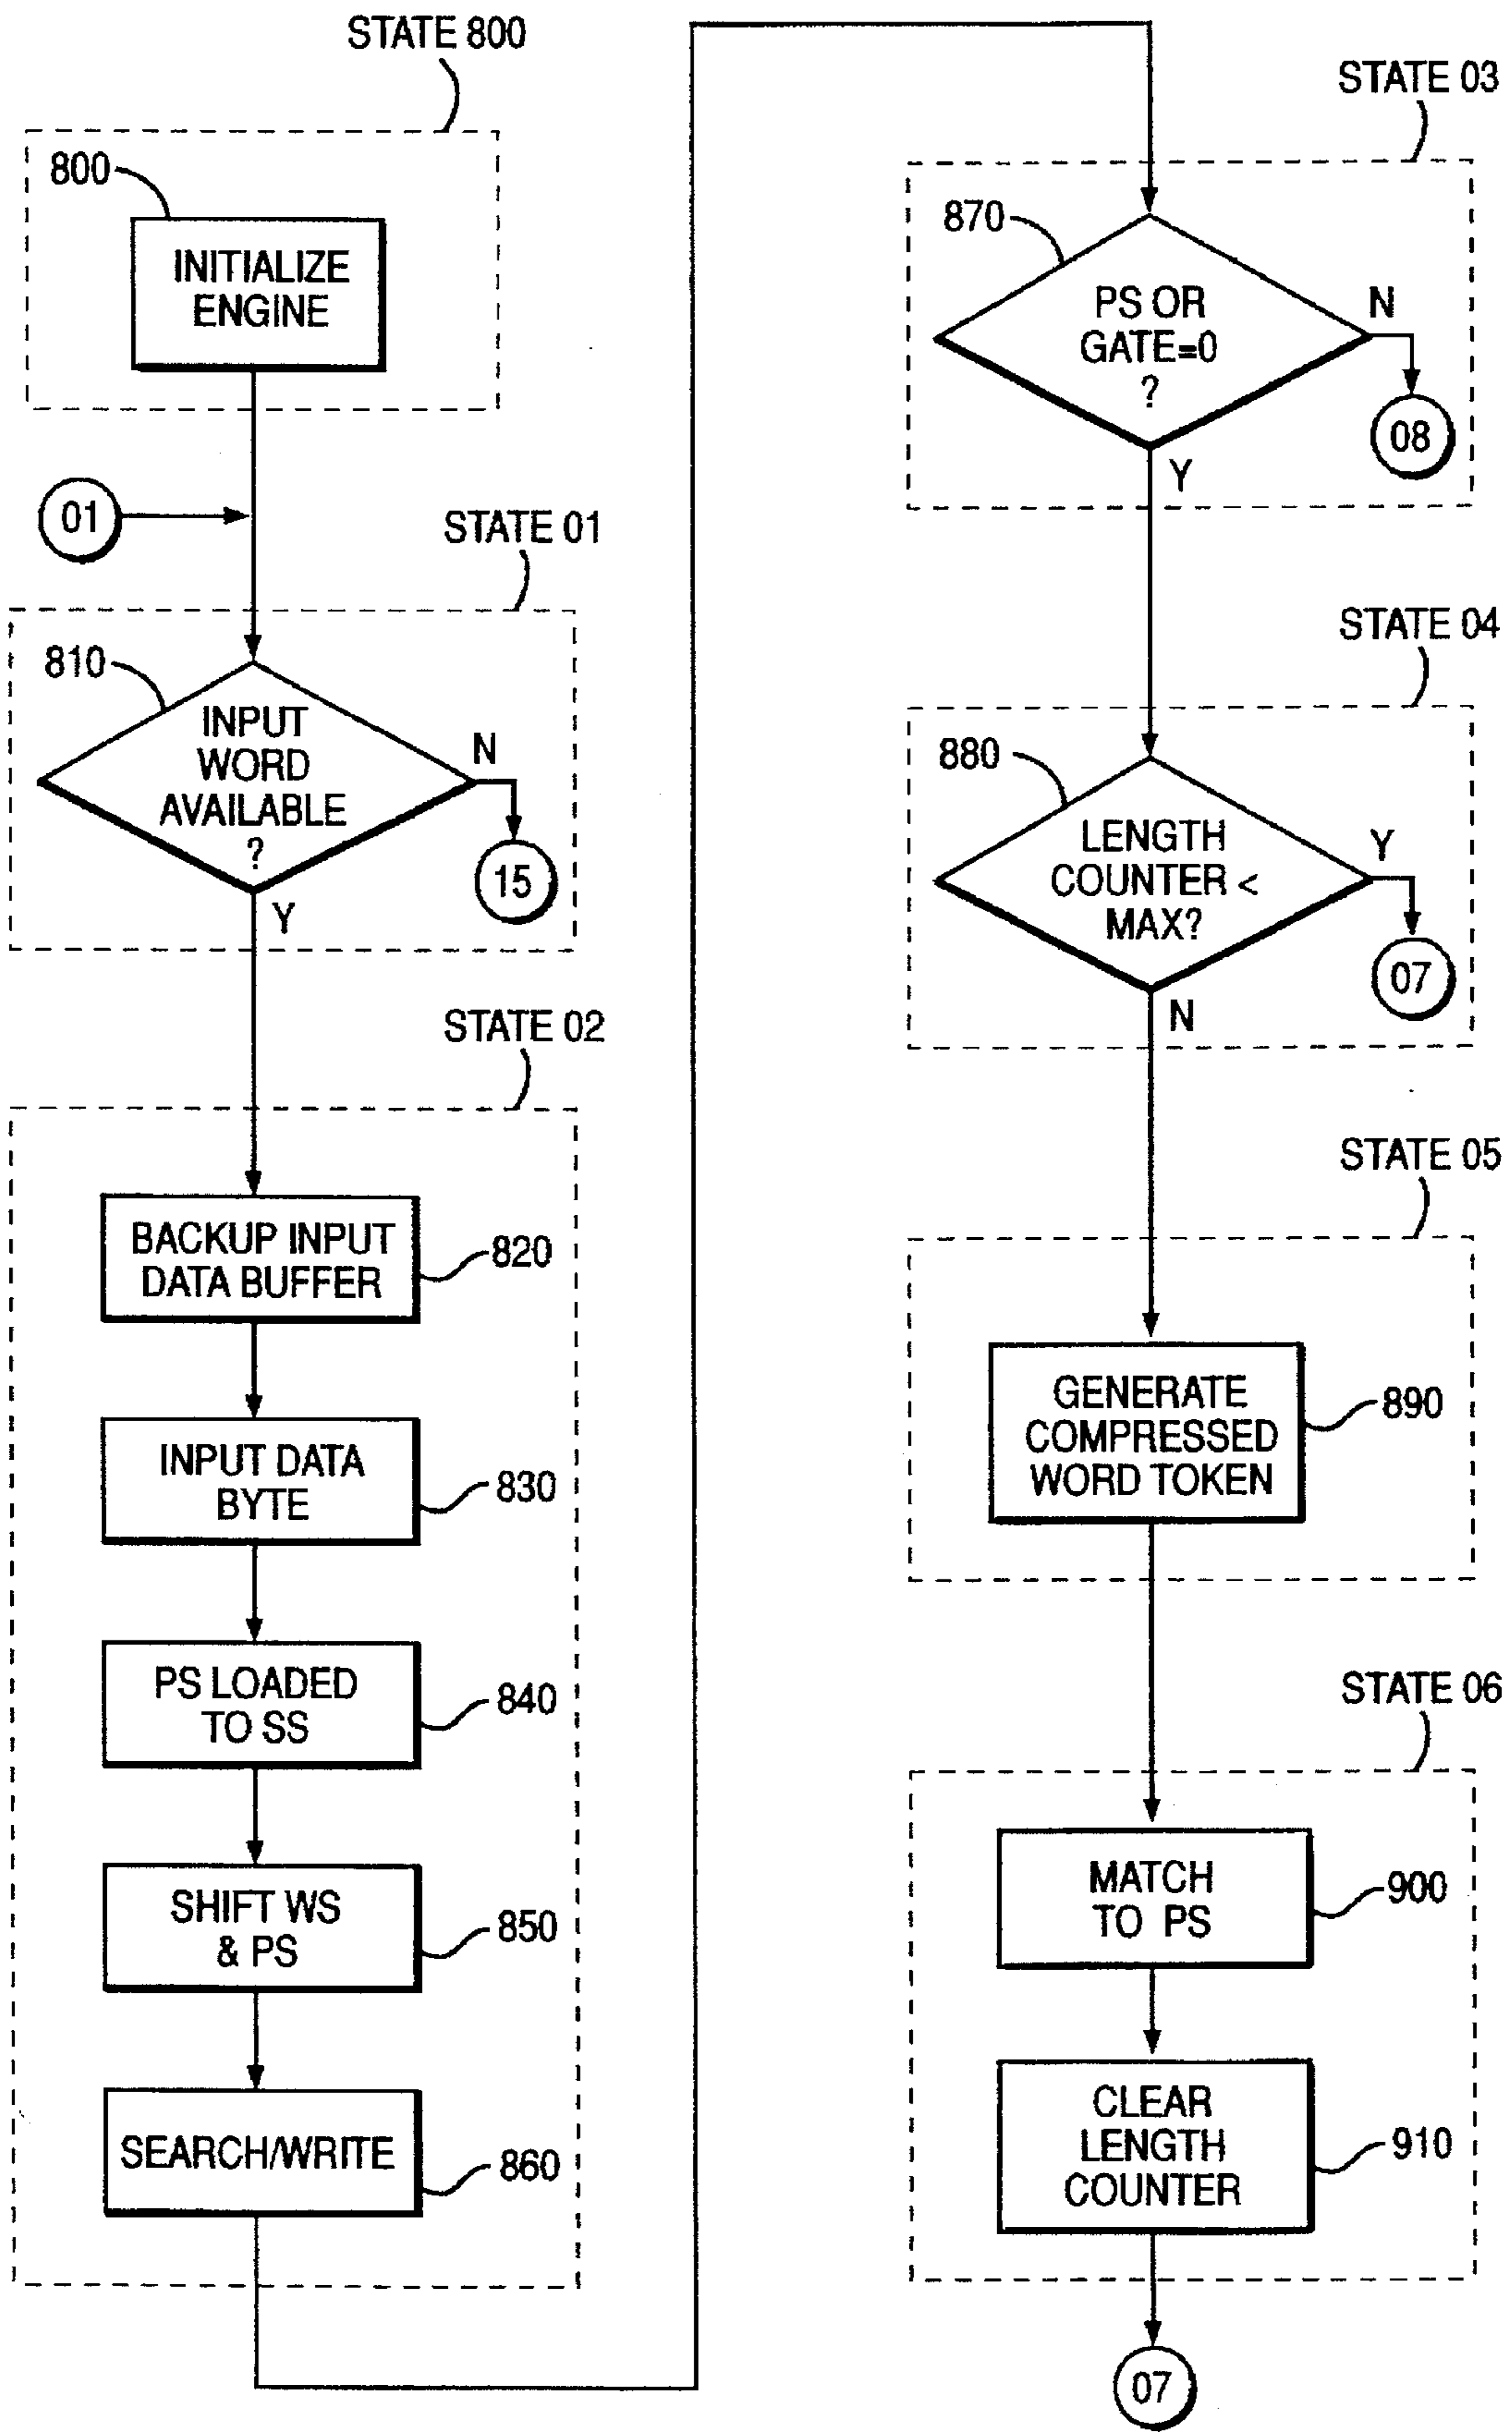 STATE 800
800
INITIALIZE
ENGINE
01
STATE 01
810
INPUT
WORD
AVAILABLE
?
N
15
Y
STATE 02
BACKUP INPUT
DATA BUFFER
820
INPUT DATA
BYTE
830
PS LOADED
TO SS
840
SHIFT WS
& PS
850
SEARCH/WRITE
860
STATE 03
870
PS OR
GATE=0
?
N
08
Y
STATE 04
880
LENGTH
COUNTER <
MAX?
Y
07
N
STATE 05
GENERATE
COMPRESSED
WORD TOKEN
890
STATE 06
MATCH
TO PS
900
CLEAR
LENGTH
COUNTER
910
07